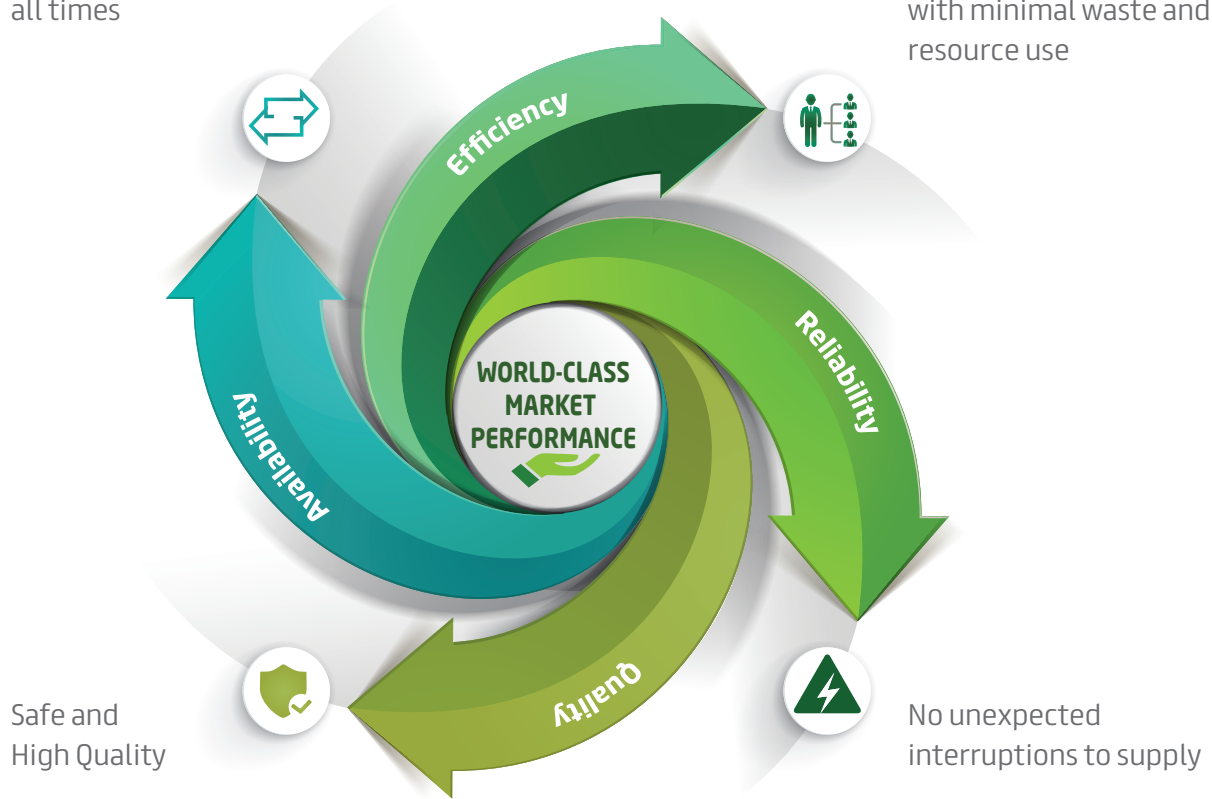 all times
with minimal waste and
resource use
Efficiency
Reliability
WORLD-CLASS
MARKET
PERFORMANCE
Availability
Quality
Safe and
High Quality
No unexpected
interruptions to supply